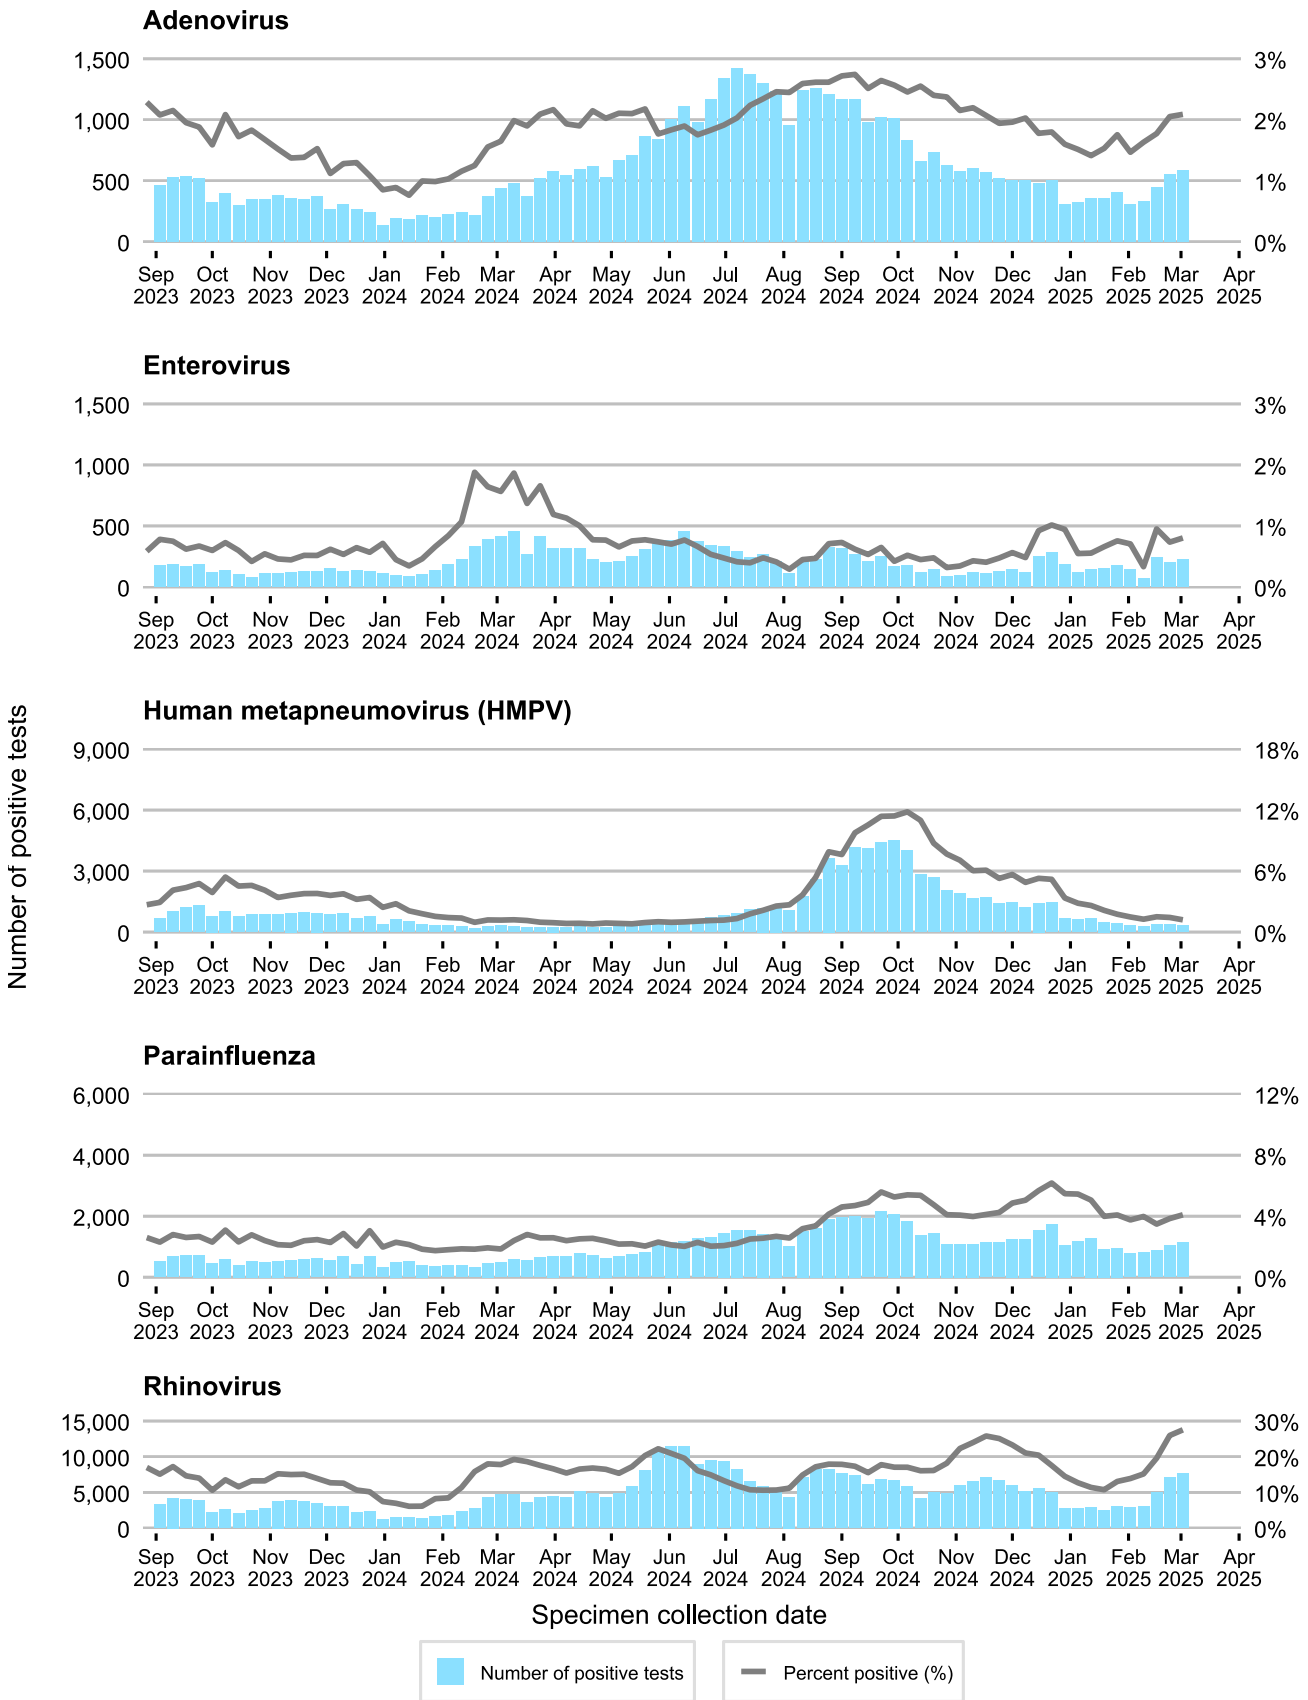 Adenovirus
1,500 3%
1,000 2%
500 1%
0 0%
Sep Oct Nov Dec Jan Feb Mar Apr May Jun Jul Aug Sep Oct Nov Dec Jan Feb Mar Apr
2023 2023 2023 2023 2024 2024 2024 2024 2024 2024 2024 2024 2024 2024 2024 2024 2025 2025 2025 2025
Enterovirus
1,500 3%
1,000 2%
500 1%
0 0%
Sep Oct Nov Dec Jan Feb Mar Apr May Jun Jul Aug Sep Oct Nov Dec Jan Feb Mar Apr
2023 2023 2023 2023 2024 2024 2024 2024 2024 2024 2024 2024 2024 2024 2024 2024 2025 2025 2025 2025
Number of positive tests
Human metapneumovirus (HMPV)
9,000 18%
6,000 12%
3,000 6%
0 0%
Sep Oct Nov Dec Jan Feb Mar Apr May Jun Jul Aug Sep Oct Nov Dec Jan Feb Mar Apr
2023 2023 2023 2023 2024 2024 2024 2024 2024 2024 2024 2024 2024 2024 2024 2024 2025 2025 2025 2025
Parainfluenza
6,000 12%
4,000 8%
2,000 4%
0 0%
Sep Oct Nov Dec Jan Feb Mar Apr May Jun Jul Aug Sep Oct Nov Dec Jan Feb Mar Apr
2023 2023 2023 2023 2024 2024 2024 2024 2024 2024 2024 2024 2024 2024 2024 2024 2025 2025 2025 2025
Rhinovirus
15,000 30%
10,000 20%
5,000 10%
0 0%
Sep Oct Nov Dec Jan Feb Mar Apr May Jun Jul Aug Sep Oct Nov Dec Jan Feb Mar Apr
2023 2023 2023 2023 2024 2024 2024 2024 2024 2024 2024 2024 2024 2024 2024 2024 2025 2025 2025 2025
Specimen collection date
Number of positive tests Percent positive (%)